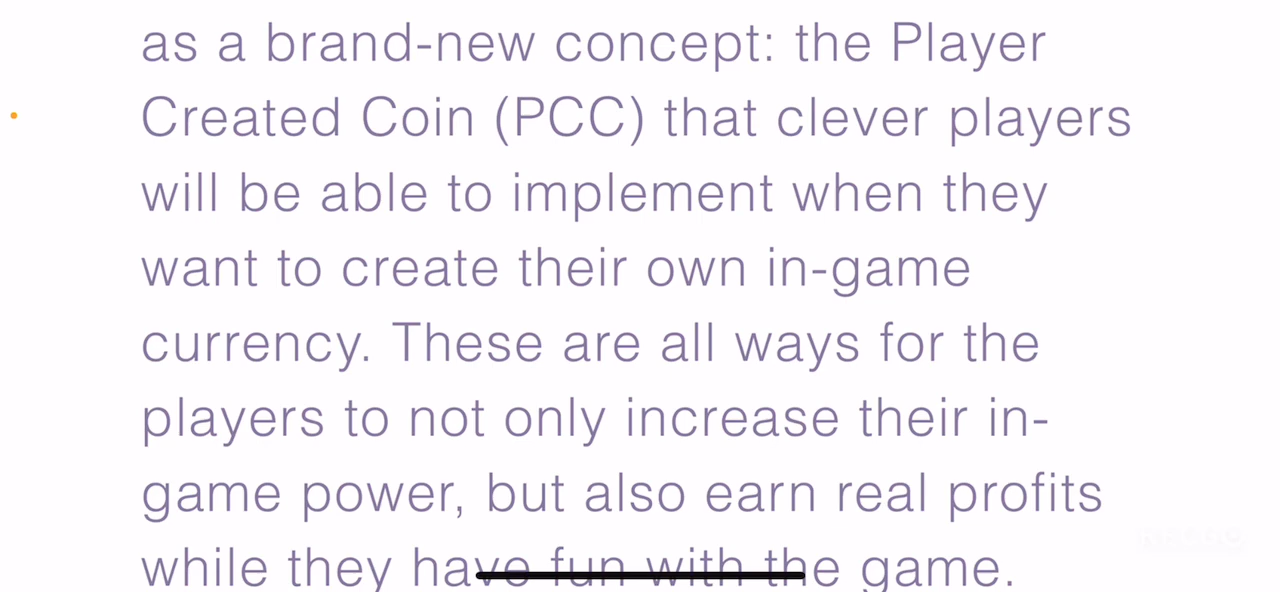 as a brand-new concept: the Player
Created Coin (PCC) that clever players
will be able to implement when they
want to create their own in-game
currency. These are all ways for the
players to not only increase their in-
game power, but also earn real profits
while they have fun with the game.